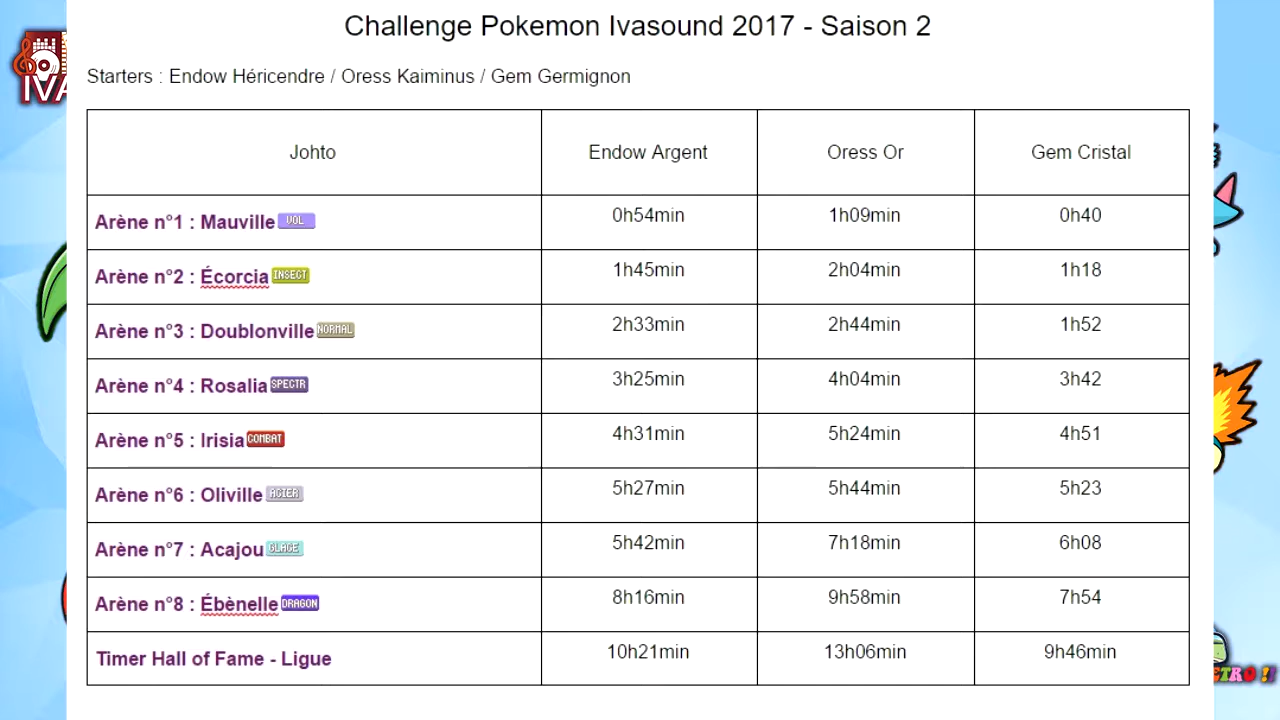 Challenge Pokemon Ivasound 2017 - Saison 2
Starters : Endow Héricendre / Oress Kaiminus / Gem Germignon
Johto Endow Argent Oress Or Gem Cristal
Arène n°1 : Mauville VOL 0h54min 1h09min 0h40
Arène n°2 : Écorcia INSECT 1h45min 2h04min 1h18
Arène n°3 : Doublonville NORMAL 2h33min 2h44min 1h52
Arène n°4 : Rosalia SPECTR 3h25min 4h04min 3h42
Arène n°5 : Irisia COMBAT 4h31min 5h24min 4h51
Arène n°6 : Oliville ACIER 5h27min 5h44min 5h23
Arène n°7 : Acajou GLACE 5h42min 7h18min 6h08
Arène n°8 : Ébènelle DRAGON 8h16min 9h58min 7h54
Timer Hall of Fame - Ligue 10h21min 13h06min 9h46min